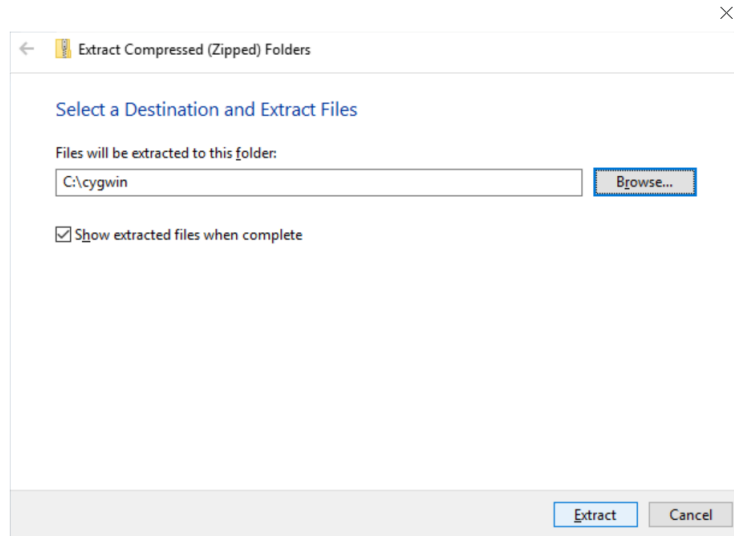 Extract Compressed (Zipped) Folders
Select a Destination and Extract Files
Files will be extracted to this folder:
C:\cygwin
Browse...
Show extracted files when complete
Extract
Cancel